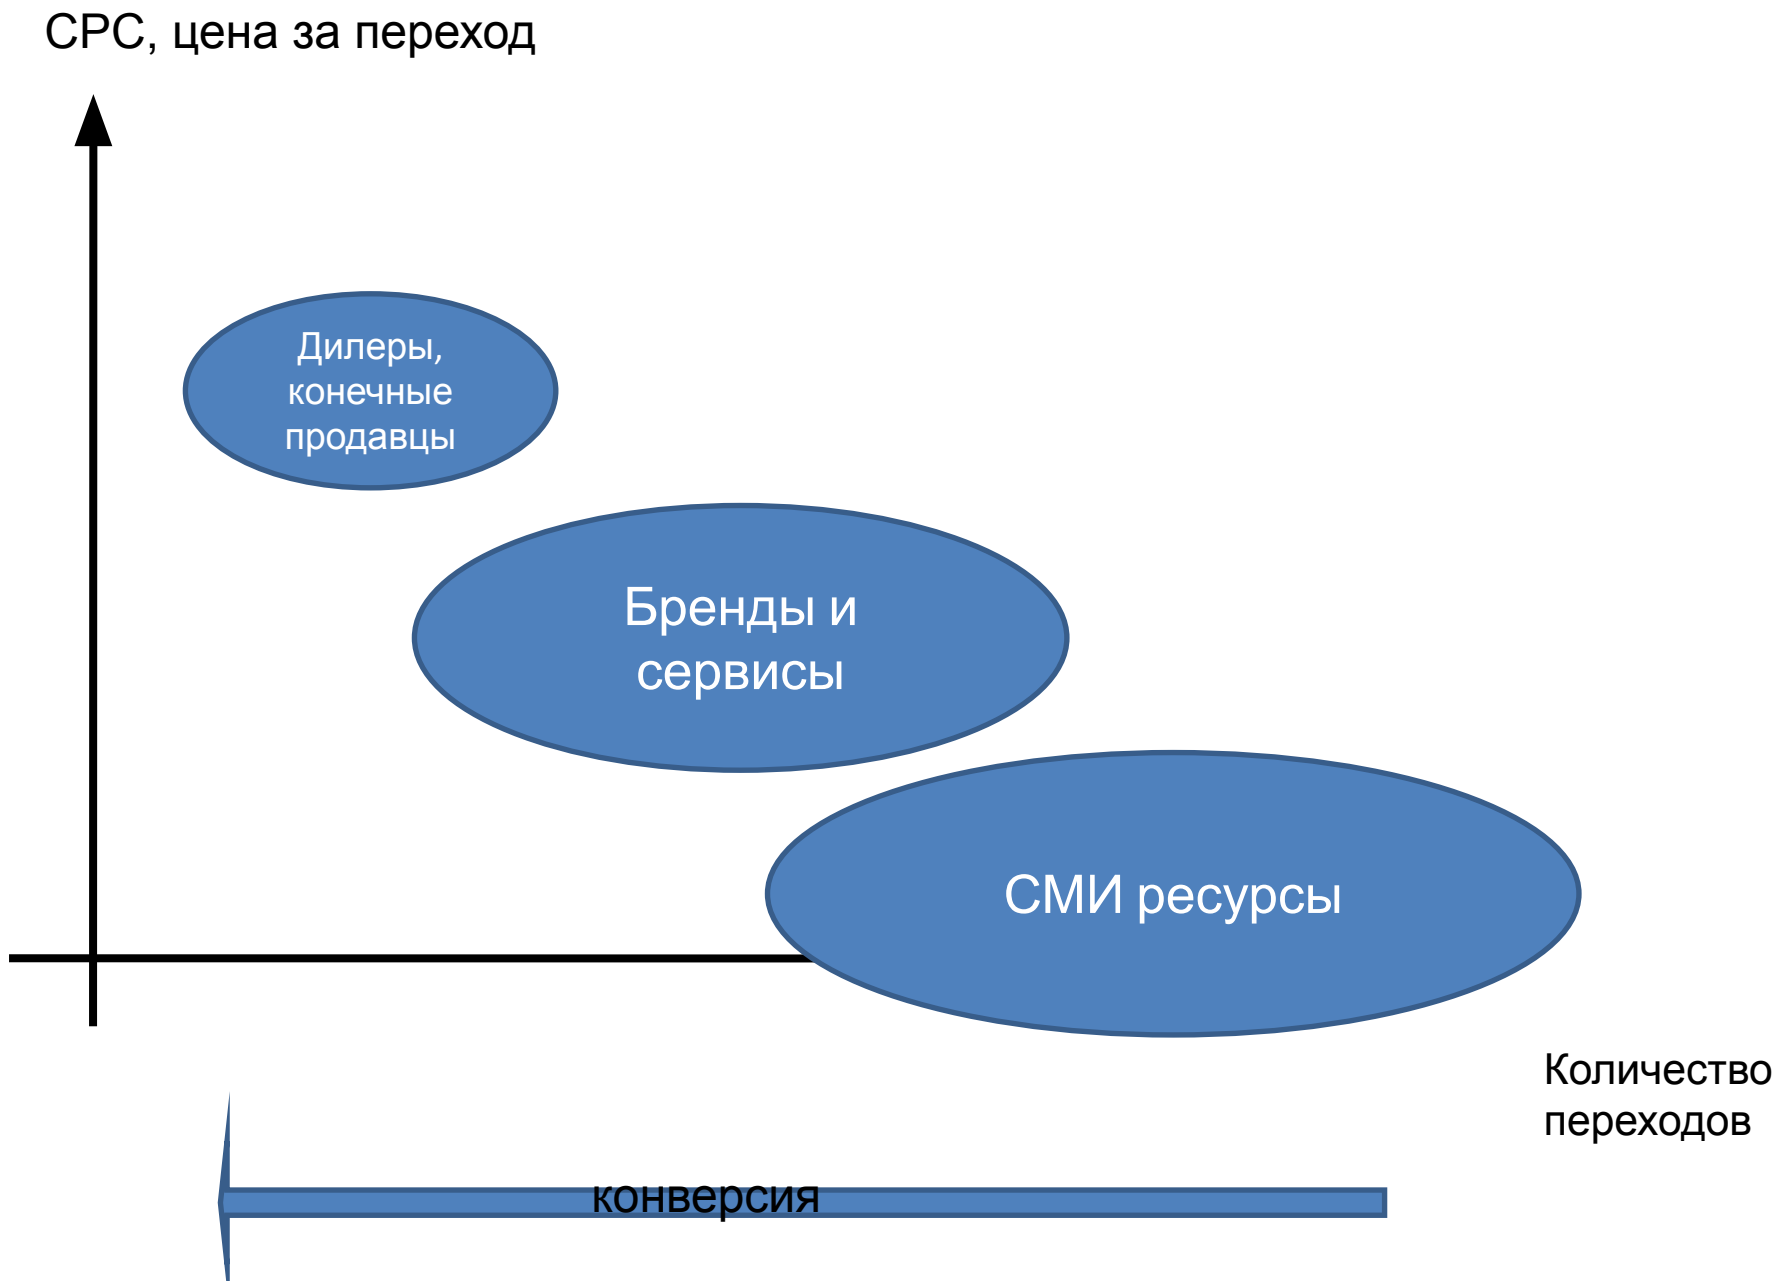 CPC, цена за переход
Дилеры,
конечные
продавцы
Бренды и
сервисы
СМИ ресурсы
Количество
переходов
конверсия